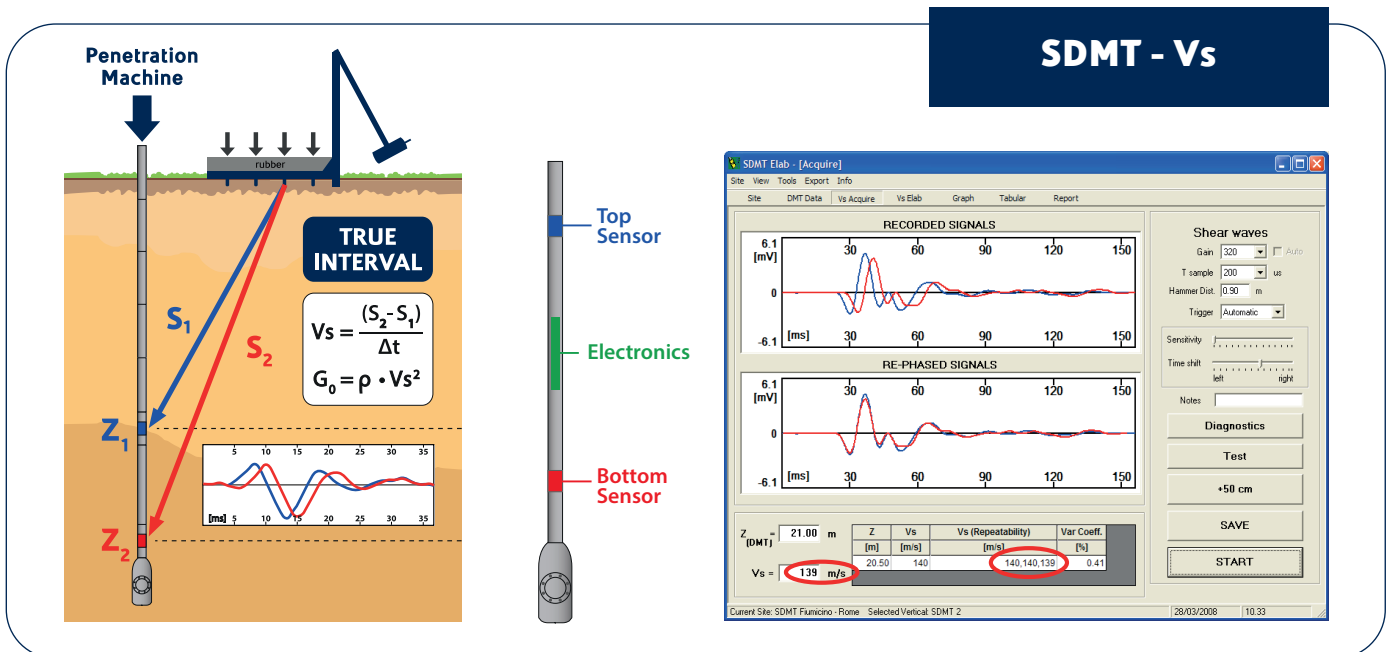 SDMT - Vs
Penetration
Machine
rubber
TRUE
INTERVAL
Vs = (S₂-S₁)
Δt
G₀ = ρ • Vs²
S₁
S₂
Z₁
Z₂
5 10 15 20 25 30 35
[ms] 5 10 15 20 25 30 35
Top
Sensor
Electronics
Bottom
Sensor
SDMT Elab - [Acquire]
Site View Tools Export Info
Site DMT Data Vs Acquire Vs Elab Graph Tabular Report
RECORDED SIGNALS
6.1 30 60 90 120 150
[mV]
0
-6.1 [ms] 30 60 90 120 150
RE-PHASED SIGNALS
6.1 30 60 90 120 150
[mV]
0
-6.1 [ms] 30 60 90 120 150
Z [DMT] = 21.00 m
Vs = 139 m/s
Z Vs Vs (Repeatability) Var Coeff.
[m] [m/s] [m/s] [%]
20.50 140 140,140,139 0.41
Shear waves
Gain 320 Auto
T sample 200 us
Hammer Dist. 0.90 m
Trigger Automatic
Sensitivity
Time shift
left right
Notes
Diagnostics
Test
+50 cm
SAVE
START
Current Site: SDMT Fiumicino - Rome Selected Vertical: SDMT 2 28/03/2008 10.33